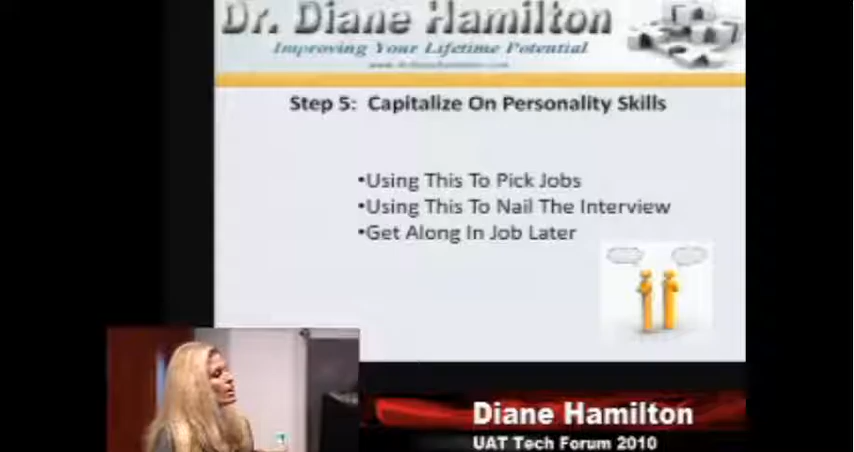 Dr. Diane Hamilton
Improving Your Lifetime Potential
Step 5: Capitalize On Personality Skills
•Using This To Pick Jobs
•Using This To Nail The Interview
•Get Along In Job Later
Diane Hamilton
UAT Tech Forum 2010